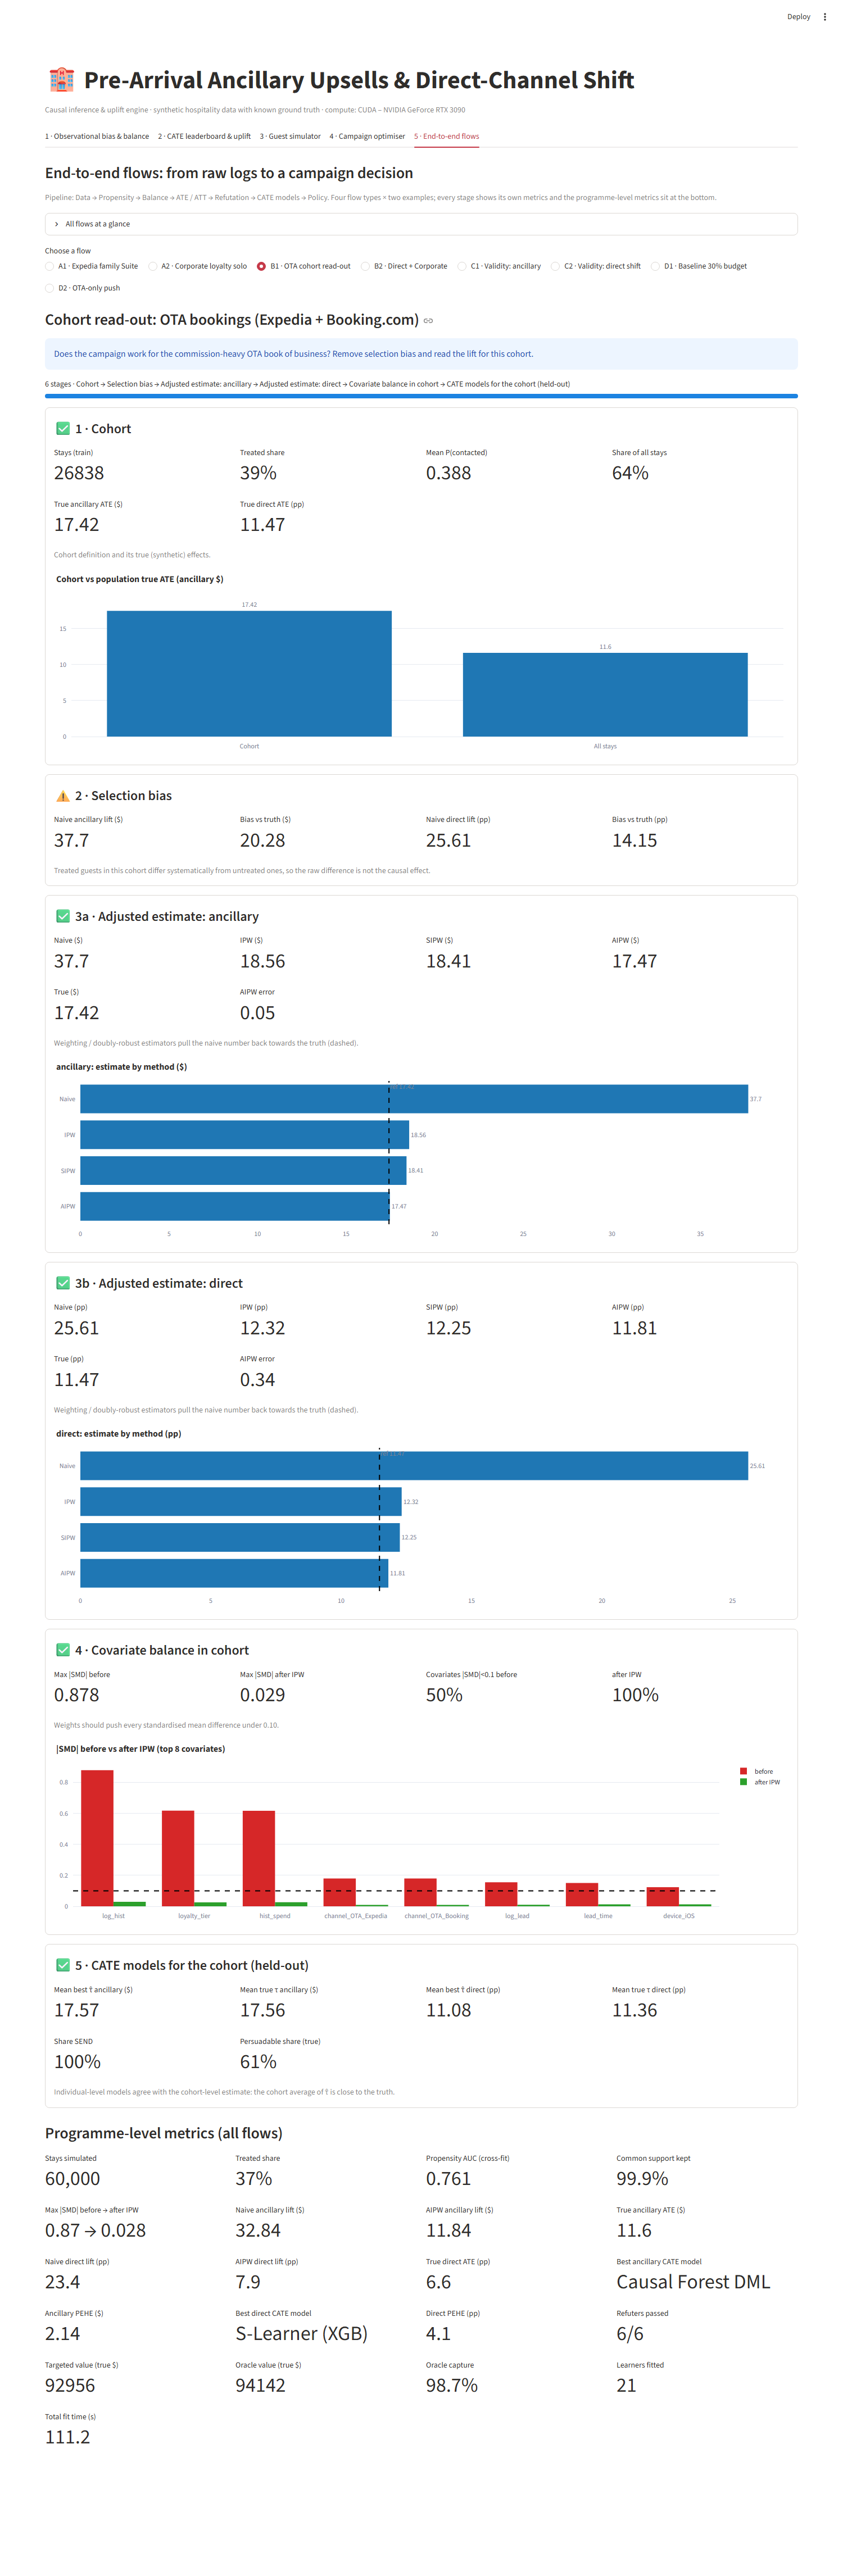 Deploy
Pre-Arrival Ancillary Upsells & Direct-Channel Shift
Causal inference & uplift engine · synthetic hospitality data with known ground truth · compute: CUDA – NVIDIA GeForce RTX 3090
1 · Observational bias & balance 2 · CATE leaderboard & uplift 3 · Guest simulator 4 · Campaign optimiser 5 · End-to-end flows
End-to-end flows: from raw logs to a campaign decision
Pipeline: Data → Propensity → Balance → ATE / ATT → Refutation → CATE models → Policy. Four flow types × two examples; every stage shows its own metrics and the programme-level metrics sit at the bottom.
All flows at a glance
Choose a flow
A1 · Expedia family Suite A2 · Corporate loyalty solo B1 · OTA cohort read-out B2 · Direct + Corporate C1 · Validity: ancillary C2 · Validity: direct shift D1 · Baseline 30% budget
D2 · OTA-only push
Cohort read-out: OTA bookings (Expedia + Booking.com)
Does the campaign work for the commission-heavy OTA book of business? Remove selection bias and read the lift for this cohort.
6 stages · Cohort → Selection bias → Adjusted estimate: ancillary → Adjusted estimate: direct → Covariate balance in cohort → CATE models for the cohort (held-out)
1 · Cohort
Stays (train) Treated share Mean P(contacted) Share of all stays
26838 39% 0.388 64%
True ancillary ATE ($) True direct ATE (pp)
17.42 11.47
Cohort definition and its true (synthetic) effects.
Cohort vs population true ATE (ancillary $)
17.42
11.6
15
10
5
0
Cohort All stays
2 · Selection bias
Naive ancillary lift ($) Bias vs truth ($) Naive direct lift (pp) Bias vs truth (pp)
37.7 20.28 25.61 14.15
Treated guests in this cohort differ systematically from untreated ones, so the raw difference is not the causal effect.
3a · Adjusted estimate: ancillary
Naive ($) IPW ($) SIPW ($) AIPW ($)
37.7 18.56 18.41 17.47
True ($) AIPW error
17.42 0.05
Weighting / doubly-robust estimators pull the naive number back towards the truth (dashed).
ancillary: estimate by method ($)
Naive 37.7
IPW 18.56
SIPW 18.41
AIPW 17.47
0 5 10 15 20 25 30 35
3b · Adjusted estimate: direct
Naive (pp) IPW (pp) SIPW (pp) AIPW (pp)
25.61 12.32 12.25 11.81
True (pp) AIPW error
11.47 0.34
Weighting / doubly-robust estimators pull the naive number back towards the truth (dashed).
direct: estimate by method (pp)
Naive 25.61
IPW 12.32
SIPW 12.25
AIPW 11.81
0 5 10 15 20 25
4 · Covariate balance in cohort
Max |SMD| before Max |SMD| after IPW Covariates |SMD|<0.1 before after IPW
0.878 0.029 50% 100%
Weights should push every standardised mean difference under 0.10.
|SMD| before vs after IPW (top 8 covariates)
before
after IPW
0.8
0.6
0.4
0.2
0
log_hist loyalty_tier hist_spend channel_OTA_Expedia channel_OTA_Booking log_lead lead_time device_iOS
5 · CATE models for the cohort (held-out)
Mean best τ̂ ancillary ($) Mean true τ ancillary ($) Mean best τ̂ direct (pp) Mean true τ direct (pp)
17.57 17.56 11.08 11.36
Share SEND Persuadable share (true)
100% 61%
Individual-level models agree with the cohort-level estimate: the cohort average of τ̂ is close to the truth.
Programme-level metrics (all flows)
Stays simulated Treated share Propensity AUC (cross-fit) Common support kept
60,000 37% 0.761 99.9%
Max |SMD| before → after IPW Naive ancillary lift ($) AIPW ancillary lift ($) True ancillary ATE ($)
0.87 → 0.028 32.84 11.84 11.6
Naive direct lift (pp) AIPW direct lift (pp) True direct ATE (pp) Best ancillary CATE model
23.4 7.9 6.6 Causal Forest DML
Ancillary PEHE ($) Best direct CATE model Direct PEHE (pp) Refuters passed
2.14 S-Learner (XGB) 4.1 6/6
Targeted value (true $) Oracle value (true $) Oracle capture Learners fitted
92956 94142 98.7% 21
Total fit time (s)
111.2